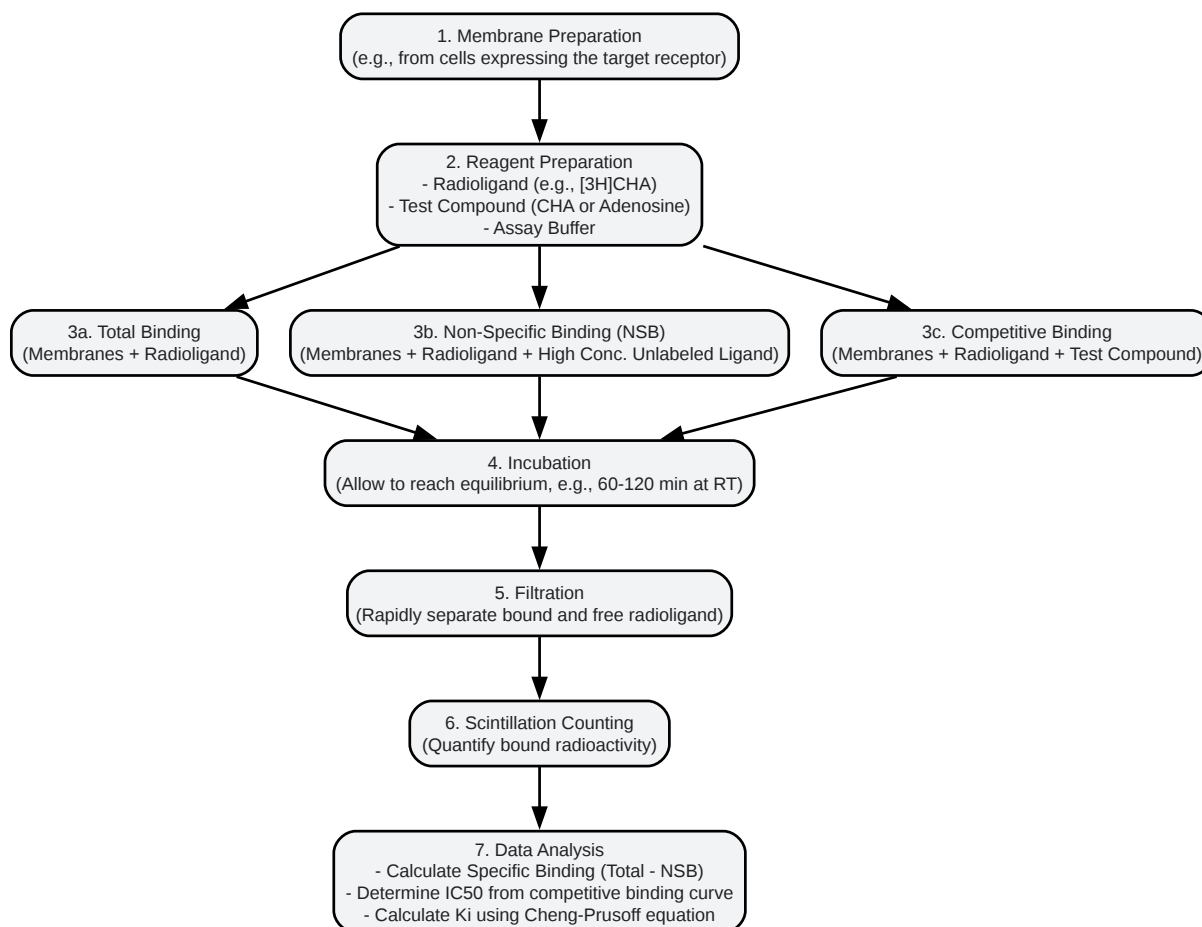 1. Membrane Preparation
(e.g., from cells expressing the target receptor)
2. Reagent Preparation
- Radioligand (e.g., [3H]CHA)
- Test Compound (CHA or Adenosine)
- Assay Buffer
3a. Total Binding
(Membranes + Radioligand)
3b. Non-Specific Binding (NSB)
(Membranes + Radioligand + High Conc. Unlabeled Ligand)
3c. Competitive Binding
(Membranes + Radioligand + Test Compound)
4. Incubation
(Allow to reach equilibrium, e.g., 60-120 min at RT)
5. Filtration
(Rapidly separate bound and free radioligand)
6. Scintillation Counting
(Quantify bound radioactivity)
7. Data Analysis
- Calculate Specific Binding (Total - NSB)
- Determine IC50 from competitive binding curve
- Calculate Ki using Cheng-Prusoff equation